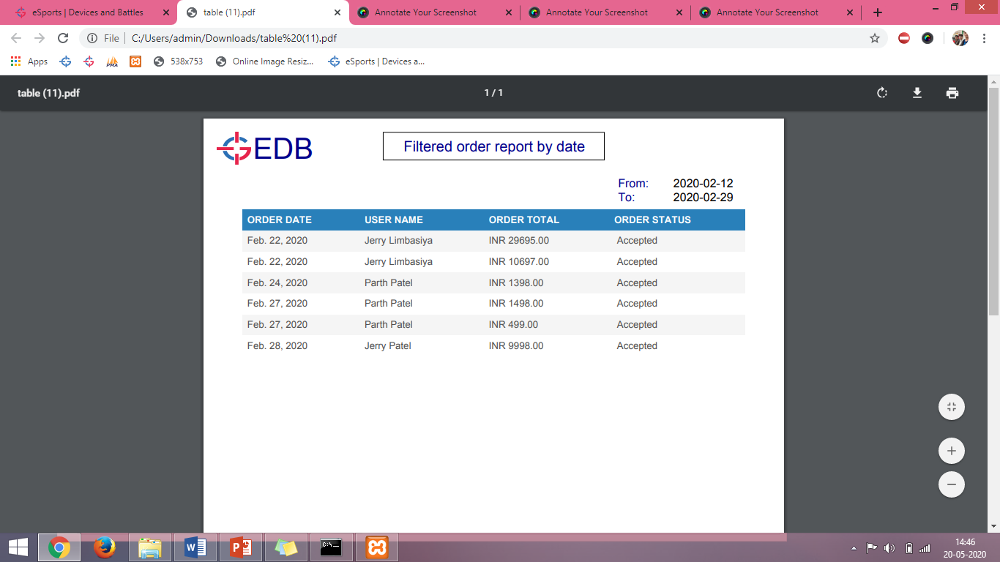 eSports | Devices and Battles
table (11).pdf
Annotate Your Screenshot
Annotate Your Screenshot
Annotate Your Screenshot
File
C:/Users/admin/Downloads/table%20(11).pdf
Apps
PMA
538x753
Online Image Resiz...
eSports | Devices a...
table (11).pdf
1 / 1
EDB
Filtered order report by date
From: 2020-02-12
To: 2020-02-29
ORDER DATE USER NAME ORDER TOTAL ORDER STATUS
Feb. 22, 2020 Jerry Limbasiya INR 29695.00 Accepted
Feb. 22, 2020 Jerry Limbasiya INR 10697.00 Accepted
Feb. 24, 2020 Parth Patel INR 1398.00 Accepted
Feb. 27, 2020 Parth Patel INR 1498.00 Accepted
Feb. 27, 2020 Parth Patel INR 499.00 Accepted
Feb. 28, 2020 Jerry Patel INR 9998.00 Accepted
C:\_
14:46
20-05-2020